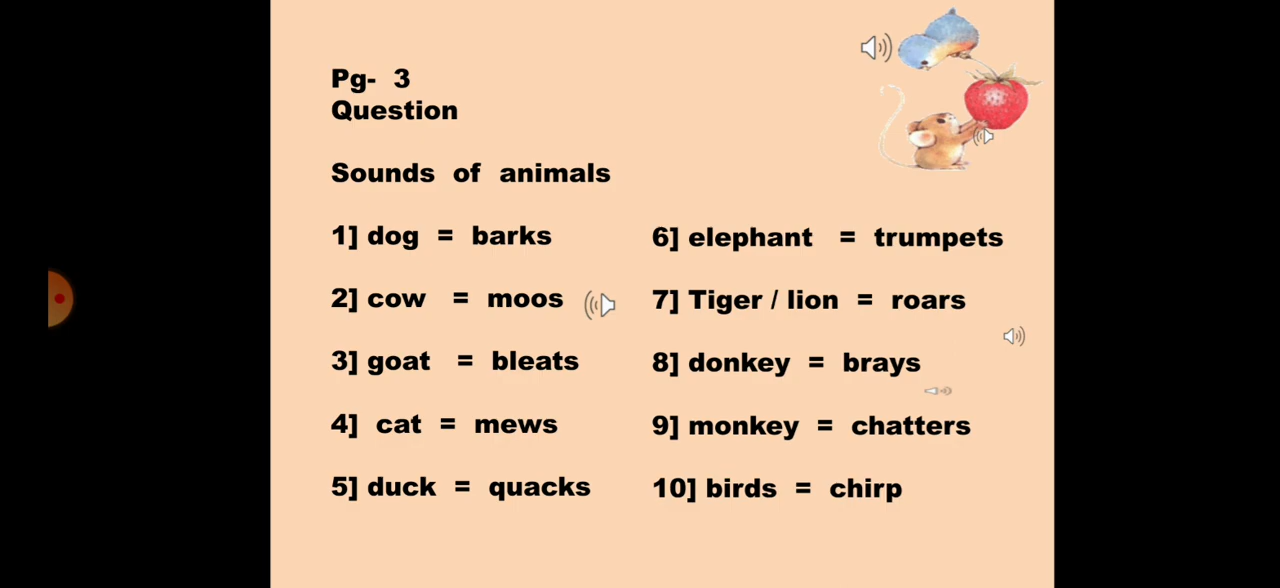 Pg- 3
Question
Sounds of animals
1] dog = barks
2] cow = moos
3] goat = bleats
4] cat = mews
5] duck = quacks
6] elephant = trumpets
7] Tiger / lion = roars
8] donkey = brays
9] monkey = chatters
10] birds = chirp